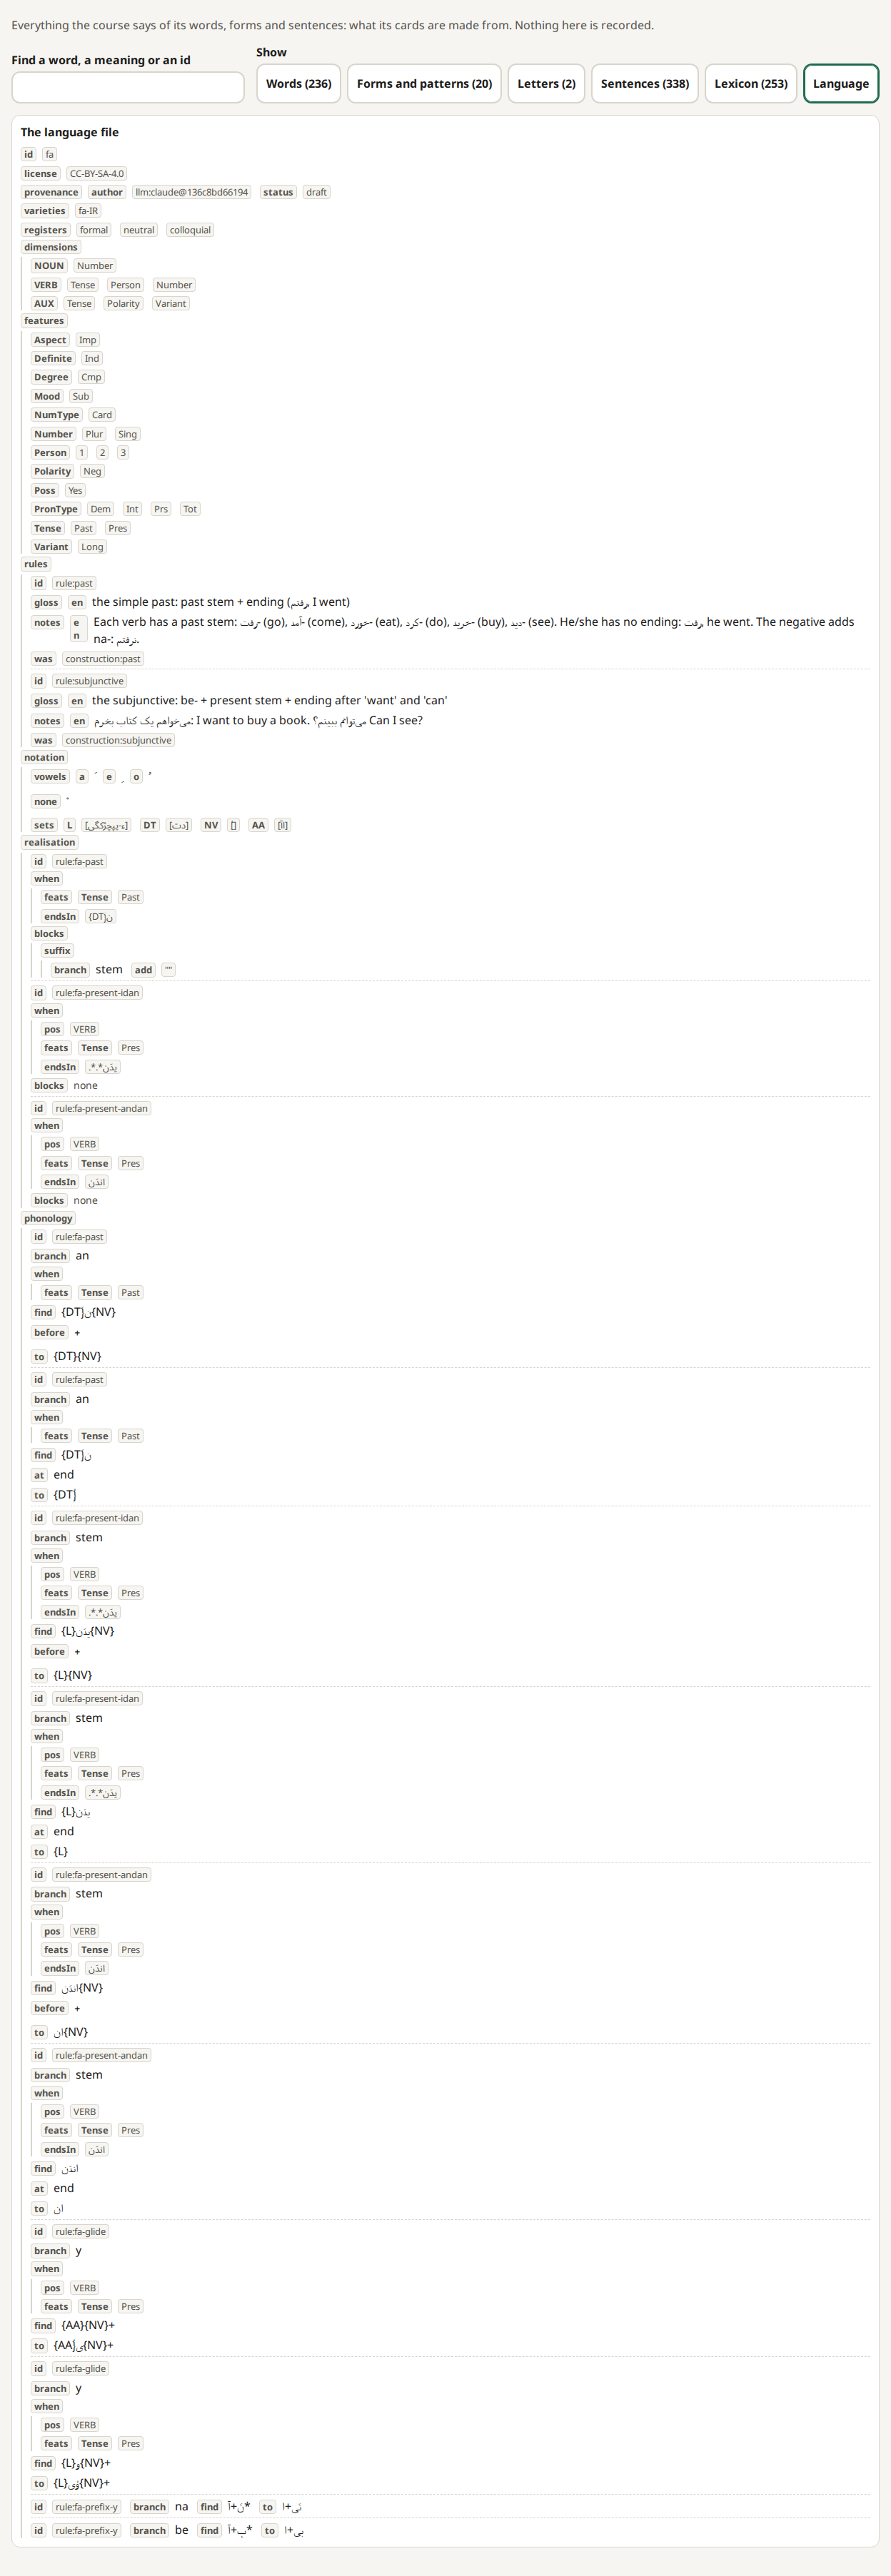 Everything the course says of its words, forms and sentences: what its cards are made from. Nothing here is recorded.
Find a word, a meaning or an id
Show
Words (236) Forms and patterns (20) Letters (2) Sentences (338) Lexicon (253) Language
The language file
id fa
license CC-BY-SA-4.0
provenance author llm:claude@136c8bd66194 status draft
varieties fa-IR
registers formal neutral colloquial
dimensions
NOUN Number
VERB Tense Person Number
AUX Tense Polarity Variant
features
Aspect Imp
Definite Ind
Degree Cmp
Mood Sub
NumType Card
Number Plur Sing
Person 1 2 3
Polarity Neg
Poss Yes
PronType Dem Int Prs Tot
Tense Past Pres
Variant Long
rules
id rule:past
gloss en the simple past: past stem + ending (رفتم, I went)
notes en Each verb has a past stem: رفت- (go), آمد- (come), خورد- (eat), کرد- (do), خرید- (buy), دید- (see). He/she has no ending: رفت, he went. The negative adds
na-: نرفتم.
was construction:past
id rule:subjunctive
gloss en the subjunctive: be- + present stem + ending after 'want' and 'can'
notes en می‌خواهم یک کتاب بخرم: I want to buy a book. می‌توانم ببینم؟ Can I see?
was construction:subjunctive
notation
vowels a e o
none
sets L DT [دت] NV AA
realisation
id rule:fa-past
when
feats Tense Past
endsIn {DT}ن
blocks
suffix
branch stem add ""
id rule:fa-present-idan
when
pos VERB
feats Tense Pres
endsIn .*.*یدن
blocks none
id rule:fa-present-andan
when
pos VERB
feats Tense Pres
endsIn اندن
blocks none
phonology
id rule:fa-past
branch an
when
feats Tense Past
find {DT}َن{NV}
before +
to {DT}{NV}
id rule:fa-past
branch an
when
feats Tense Past
find {DT}َن
at end
to {DT}
id rule:fa-present-idan
branch stem
when
pos VERB
feats Tense Pres
endsIn .*.*یدن
find {L}یدَن{NV}
before +
to {L}{NV}
id rule:fa-present-idan
branch stem
when
pos VERB
feats Tense Pres
endsIn .*.*یدن
find {L}یدَن
at end
to {L}
id rule:fa-present-andan
branch stem
when
pos VERB
feats Tense Pres
endsIn اندن
find اندَن{NV}
before +
to ان{NV}
id rule:fa-present-andan
branch stem
when
pos VERB
feats Tense Pres
endsIn اندن
find اندَن
at end
to ان
id rule:fa-glide
branch y
when
pos VERB
feats Tense Pres
find {AA}{NV}+
to {AA}ی{NV}+
id rule:fa-glide
branch y
when
pos VERB
feats Tense Pres
find {L}و{NV}+
to {L}وی{NV}+
id rule:fa-prefix-y branch na find to
id rule:fa-prefix-y branch be find to